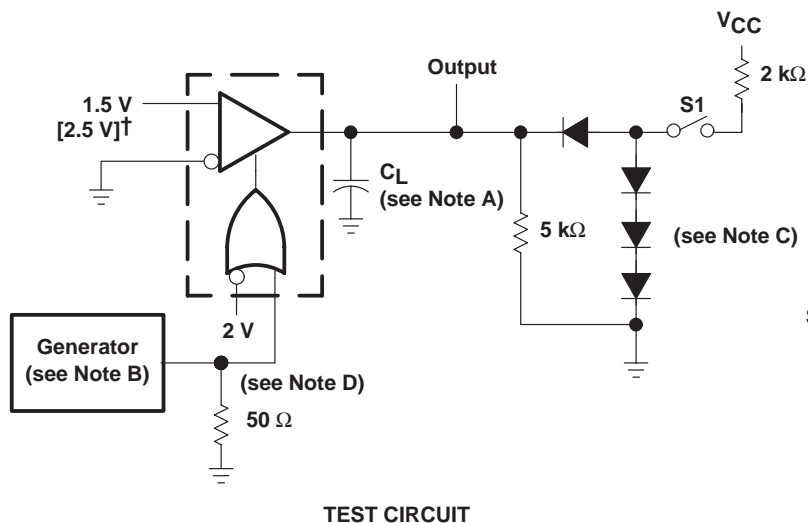 VCC
2 kΩ
Output
S1
1.5 V
[2.5 V]†
CL
(see Note A)
5 kΩ
(see Note C)
2 V
Generator
(see Note B)
(see Note D)
50 Ω
TEST CIRCUIT